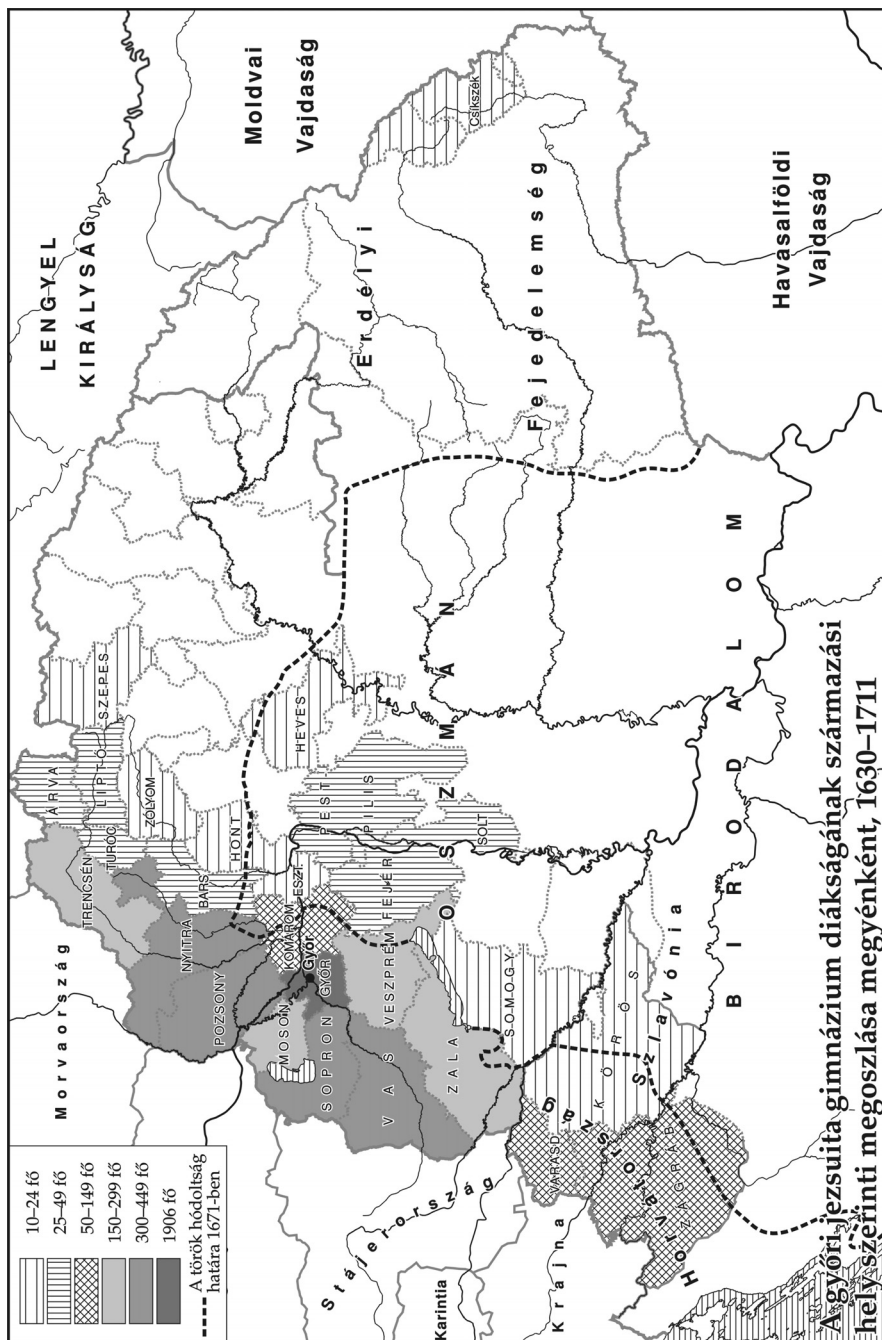 A győri jezsuita gimnázium diákságának származási
hely szerinti megoszlása megyénként, 1630–1711
10–24 fő
25–49 fő
50–149 fő
150–299 fő
300–449 fő
1906 fő
A török hódoltság
határa 1671-ben
Morvaország
LENGYEL
KIRÁLYSÁG
Moldvai
Vajdaság
Havasalföldi
Vajdaság
Erdélyi
Fejedelemség
Csíkszék
Stájerország
Karintia
Krajna
Horvátország
Szlavónia
OSZMÁN
BIRODALOM
ÁRVA
TRENCSÉN
LIPTÓ
SZEPES
TURÓC
ZÓLYOM
NYITRA
BARS
HONT
POZSONY
HEVES
KOMÁROM
ESZT.
Győr
GYŐR
MOSON
SOPRON
PEST-
PILIS
SOLT
FEJÉR
VESZPRÉM
VAS
ZALA
SOMOGY
VARASD
KŐRÖS
ZÁGRÁB